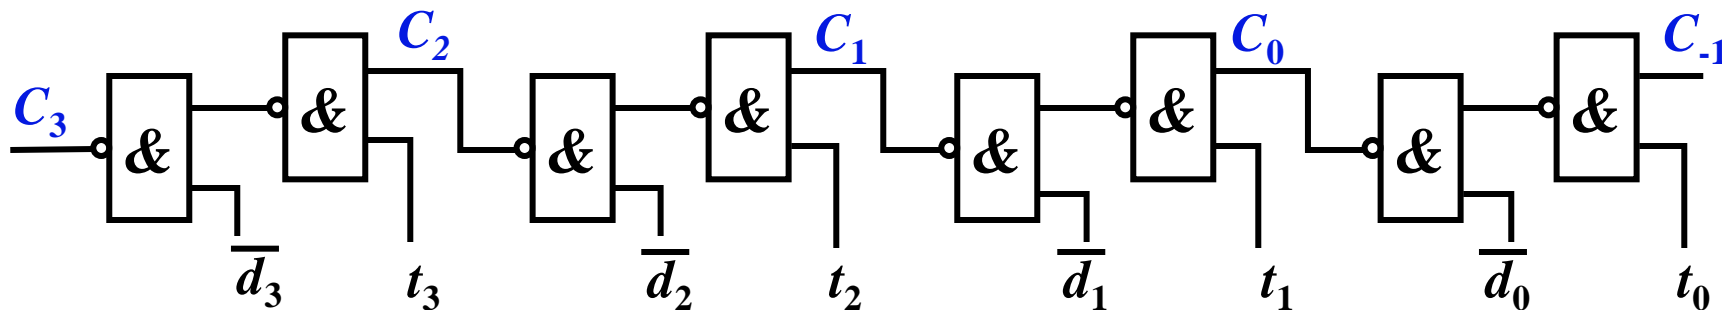 C₃ & & C₂ & & C₁ & & C₀ & & C₋₁
d̅₃ t₃ d̅₂ t₂ d̅₁ t₁ d̅₀ t₀